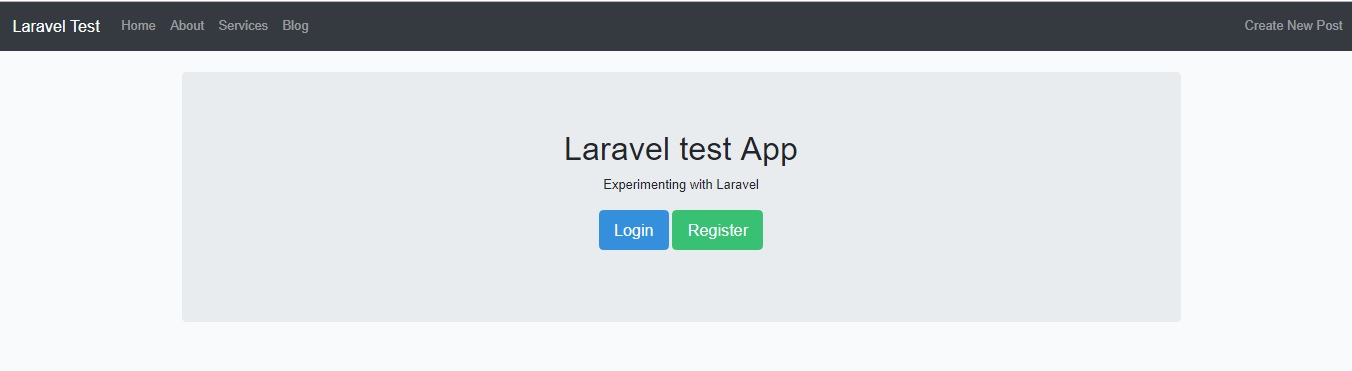 Laravel Test Home About Services Blog Create New Post
Laravel test App
Experimenting with Laravel
Login Register